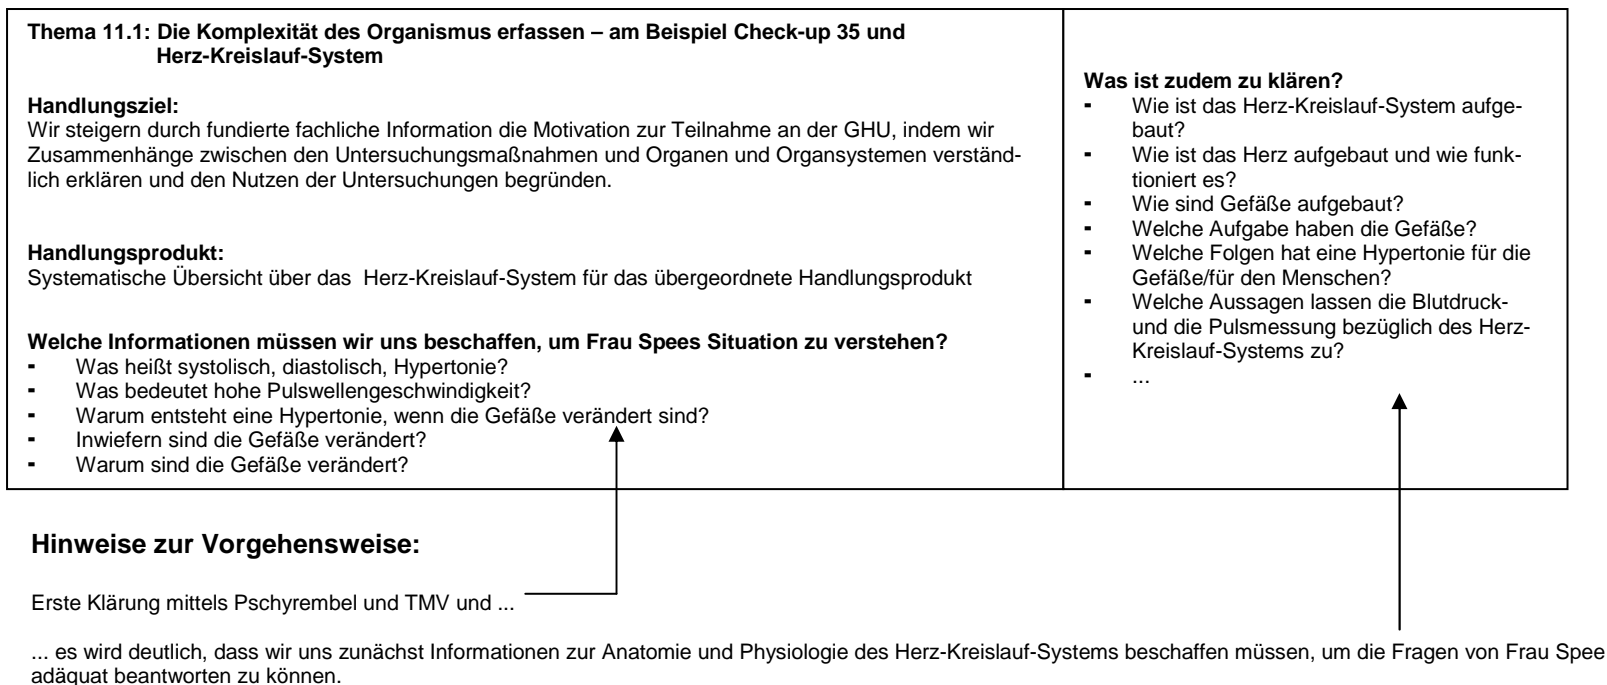 Thema 11.1: Die Komplexität des Organismus erfassen – am Beispiel Check-up 35 und
Herz-Kreislauf-System
Handlungsziel:
Wir steigern durch fundierte fachliche Information die Motivation zur Teilnahme an der GHU, indem wir
Zusammenhänge zwischen den Untersuchungsmaßnahmen und Organen und Organsystemen verständ-
lich erklären und den Nutzen der Untersuchungen begründen.
Handlungsprodukt:
Systematische Übersicht über das Herz-Kreislauf-System für das übergeordnete Handlungsprodukt
Welche Informationen müssen wir uns beschaffen, um Frau Spees Situation zu verstehen?
- Was heißt systolisch, diastolisch, Hypertonie?
- Was bedeutet hohe Pulswellengeschwindigkeit?
- Warum entsteht eine Hypertonie, wenn die Gefäße verändert sind?
- Inwiefern sind die Gefäße verändert?
- Warum sind die Gefäße verändert?
Was ist zudem zu klären?
- Wie ist das Herz-Kreislauf-System aufge-
baut?
- Wie ist das Herz aufgebaut und wie funk-
tioniert es?
- Wie sind Gefäße aufgebaut?
- Welche Aufgabe haben die Gefäße?
- Welche Folgen hat eine Hypertonie für die
Gefäße/für den Menschen?
- Welche Aussagen lassen die Blutdruck-
und die Pulsmessung bezüglich des Herz-
Kreislauf-Systems zu?
- ...
Hinweise zur Vorgehensweise:
Erste Klärung mittels Pschyrembel und TMV und ...
... es wird deutlich, dass wir uns zunächst Informationen zur Anatomie und Physiologie des Herz-Kreislauf-Systems beschaffen müssen, um die Fragen von Frau Spee
adäquat beantworten zu können.